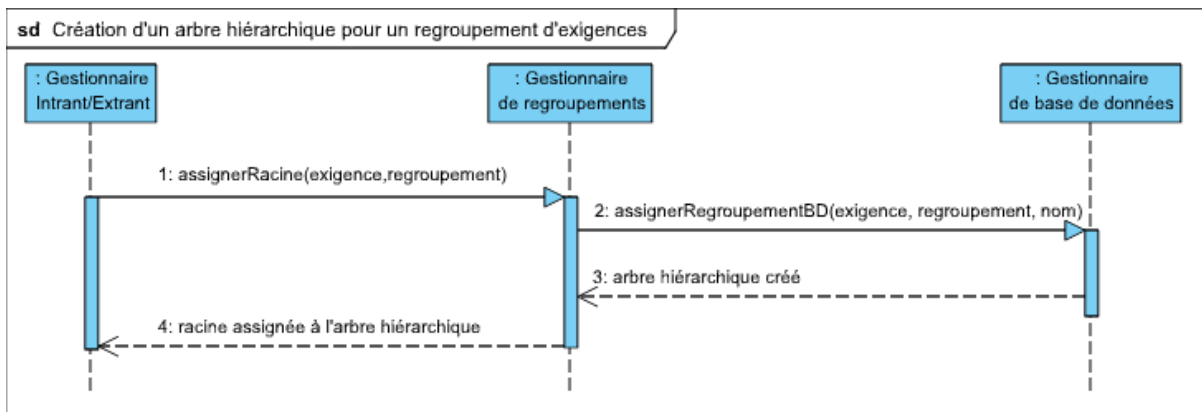 sd Création d'un arbre hiérarchique pour un regroupement d'exigences
: Gestionnaire
Intrant/Extrant
: Gestionnaire
de regroupements
: Gestionnaire
de base de données
1: assignerRacine(exigence,regroupement)
2: assignerRegroupementBD(exigence, regroupement, nom)
3: arbre hiérarchique créé
4: racine assignée à l'arbre hiérarchique